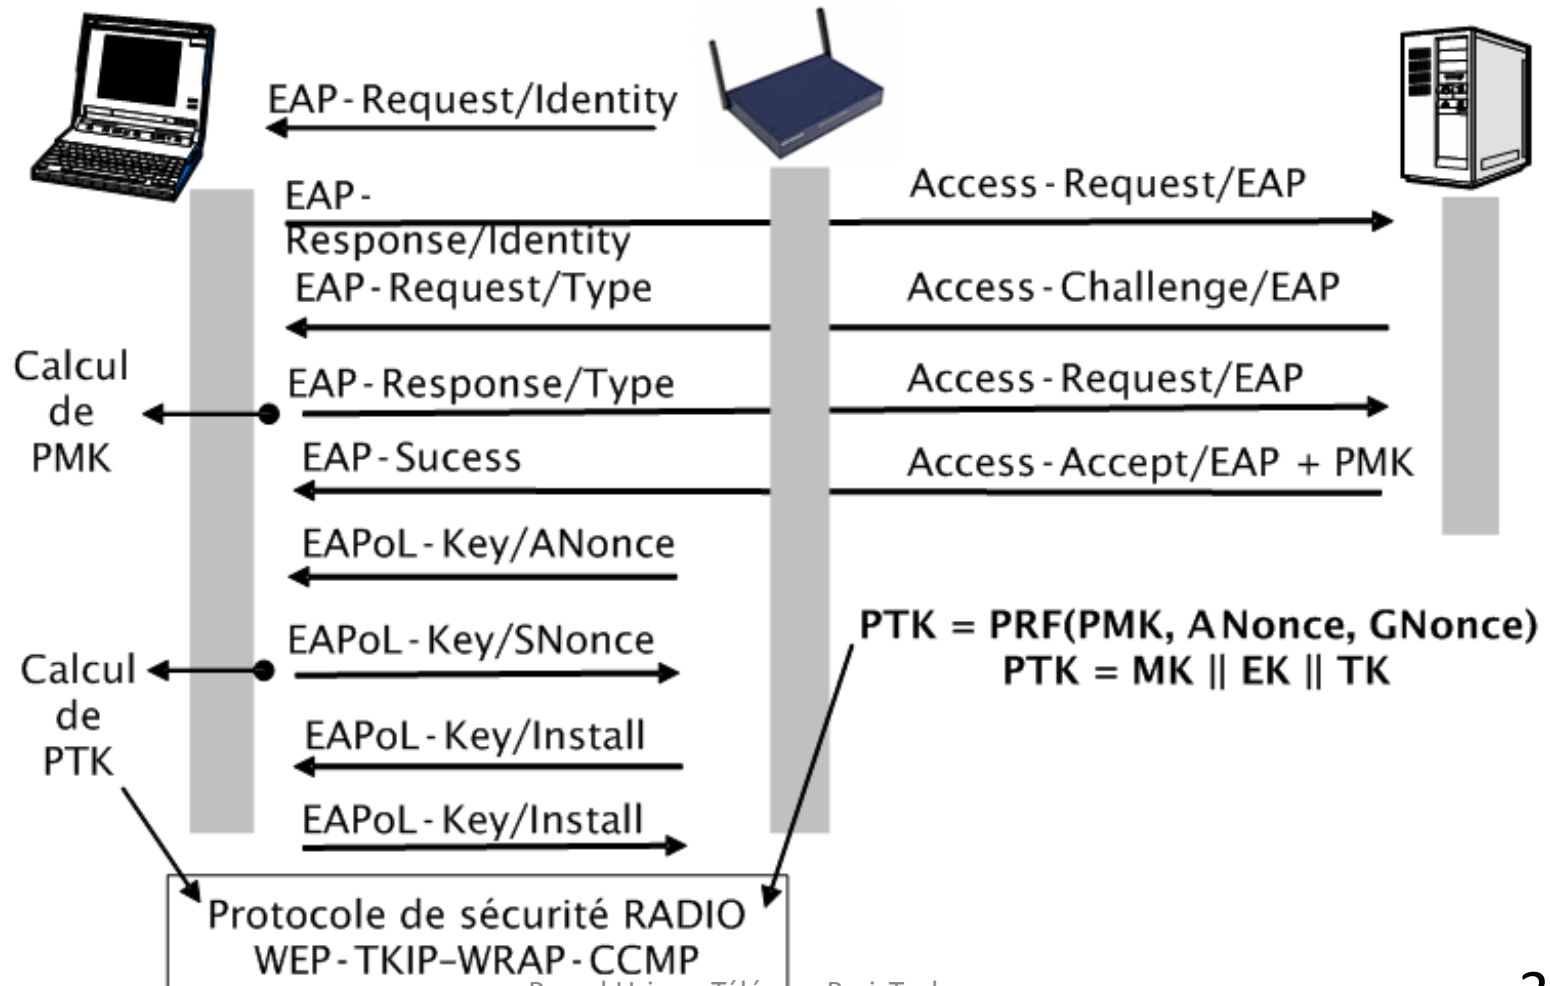 EAP-Request/Identity
EAP-
Response/Identity
Access-Request/EAP
EAP-Request/Type
Access-Challenge/EAP
Calcul
de
PMK
EAP-Response/Type
Access-Request/EAP
EAP-Sucess
Access-Accept/EAP + PMK
EAPoL-Key/ANonce
EAPoL-Key/SNonce
PTK = PRF(PMK, ANonce, GNonce)
PTK = MK || EK || TK
Calcul
de
PTK
EAPoL-Key/Install
EAPoL-Key/Install
Protocole de sécurité RADIO
WEP-TKIP–WRAP-CCMP